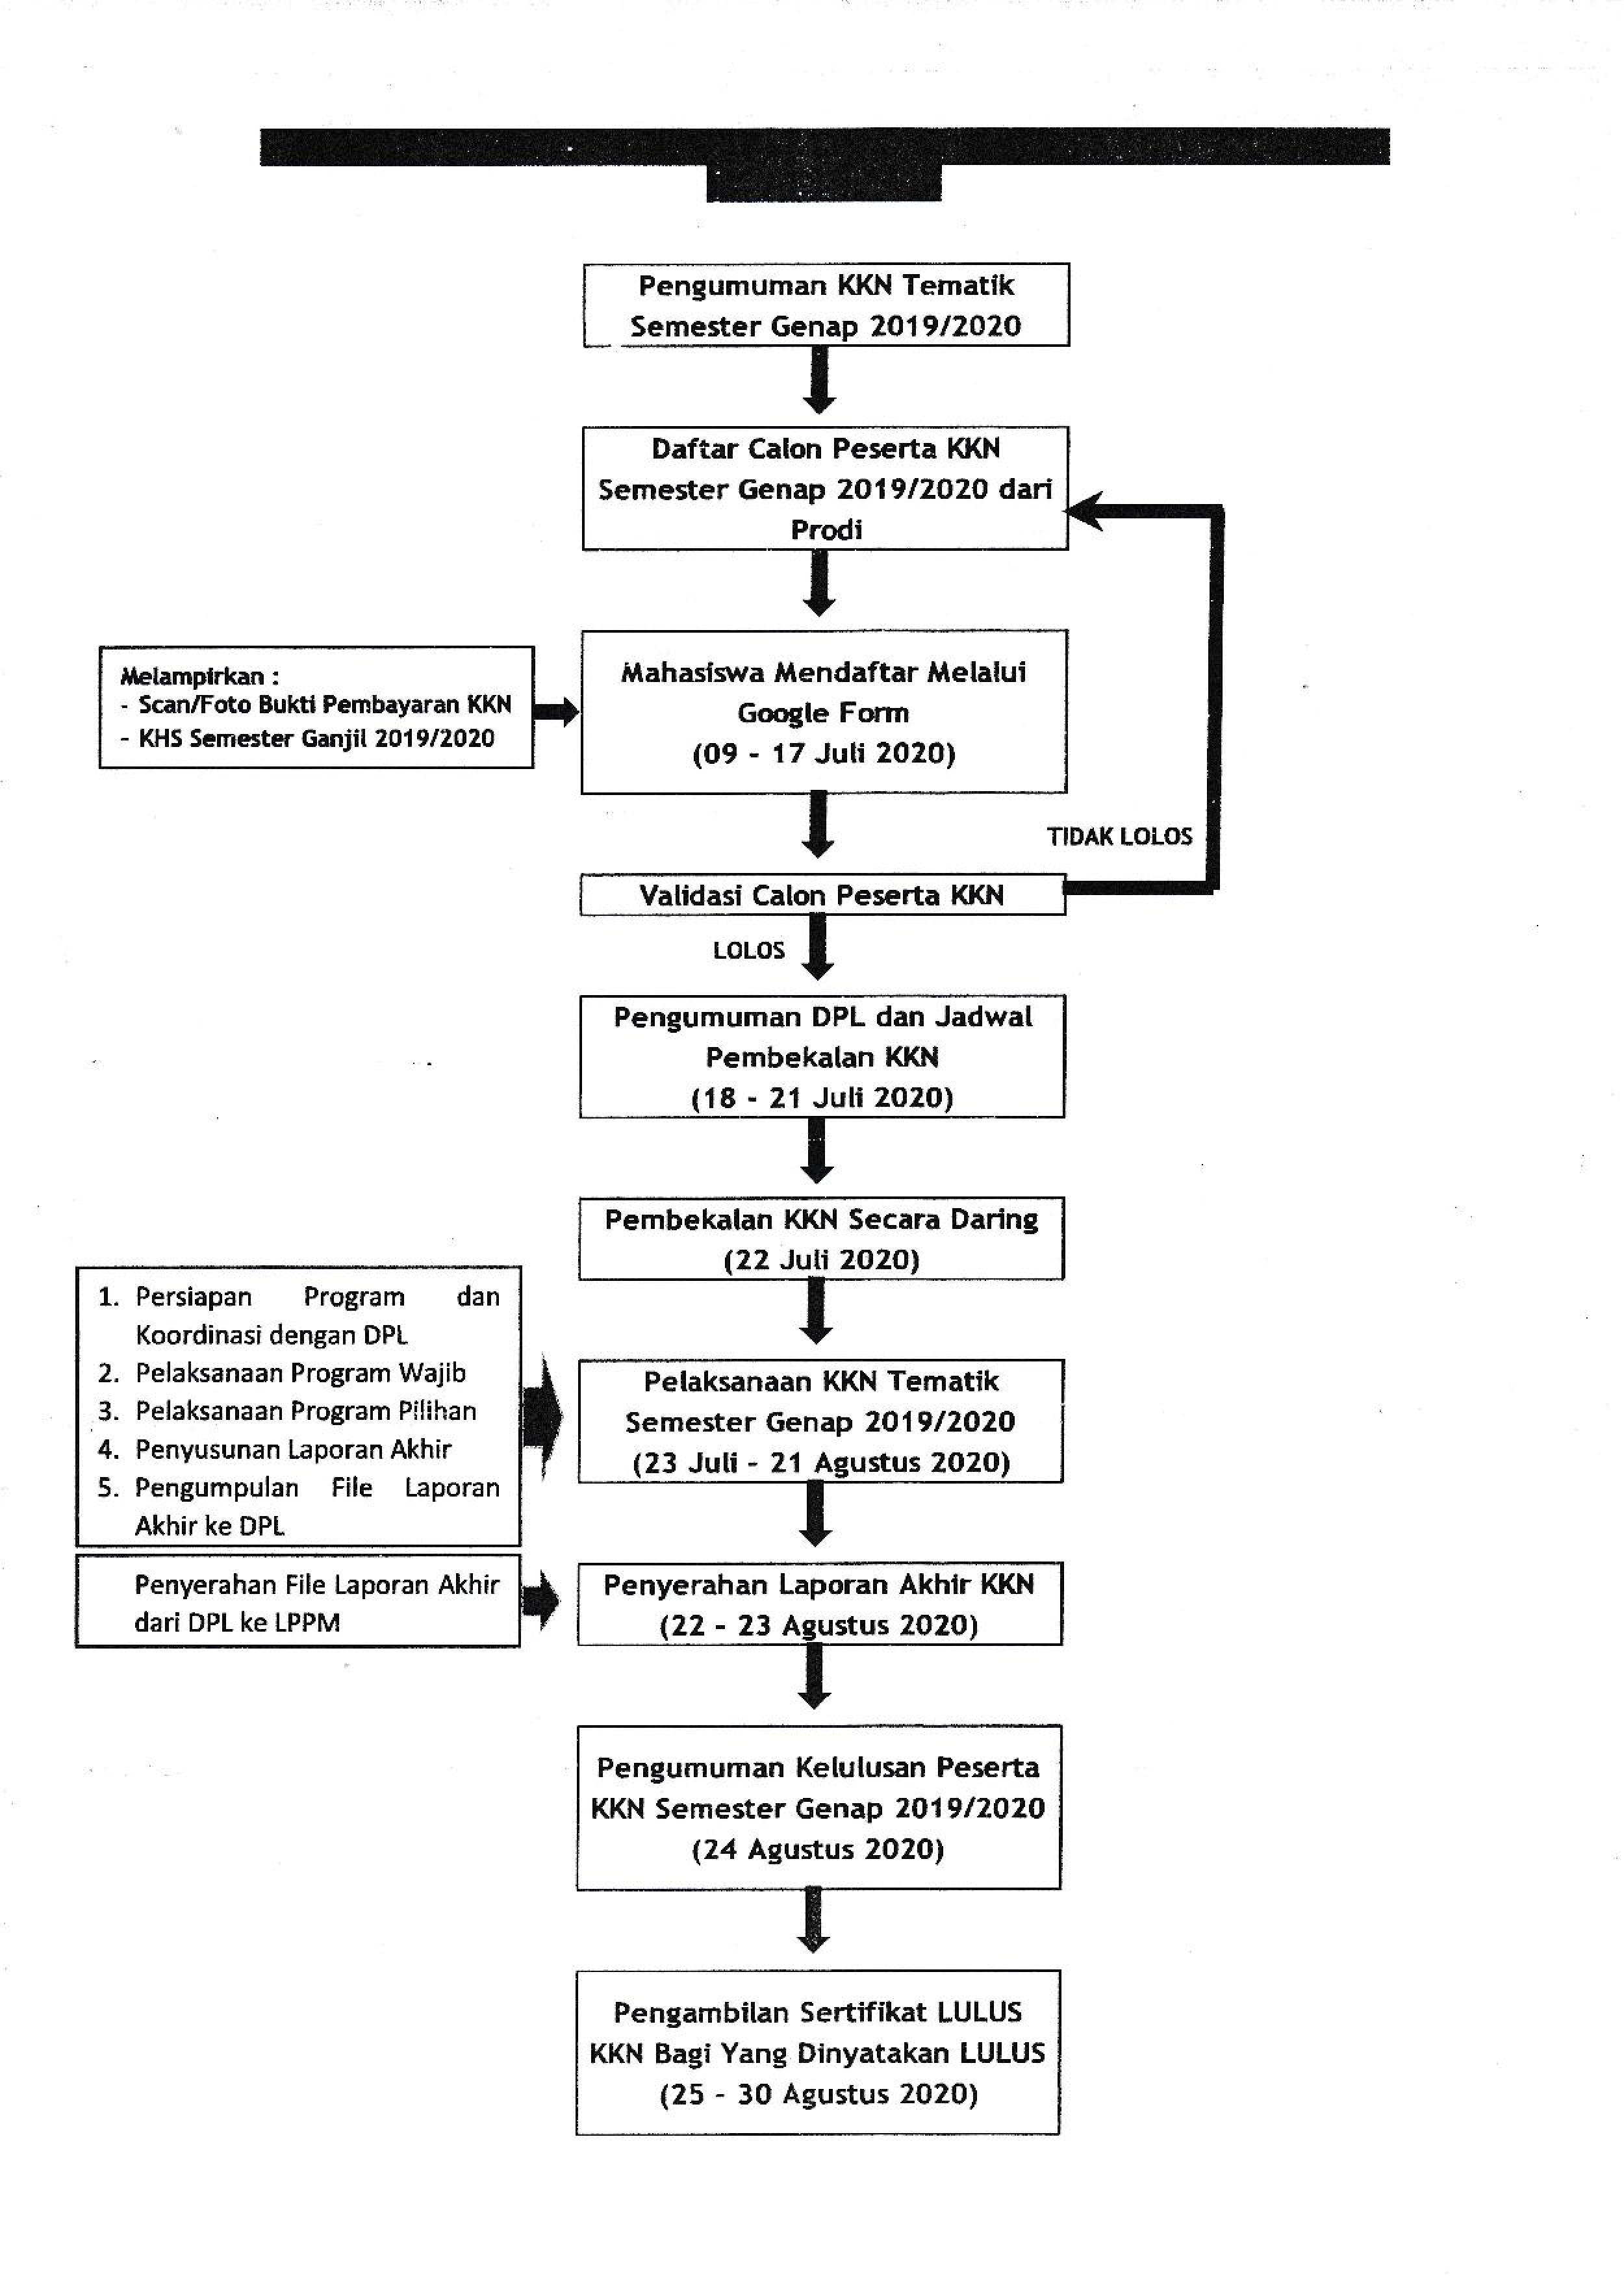 Pengumuman KKN Tematik
Semester Genap 2019/2020
Daftar Calon Peserta KKN
Semester Genap 2019/2020 dari
Prodi
Melampirkan :
- Scan/Foto Bukti Pembayaran KKN
- KHS Semester Ganjil 2019/2020
Mahasiswa Mendaftar Melalui
Google Form
(09 - 17 Juli 2020)
TIDAK LOLOS
Validasi Calon Peserta KKN
LOLOS
Pengumuman DPL dan Jadwal
Pembekalan KKN
(18 - 21 Juli 2020)
Pembekalan KKN Secara Daring
(22 Juli 2020)
1. Persiapan Program dan
Koordinasi dengan DPL
2. Pelaksanaan Program Wajib
3. Pelaksanaan Program Pilihan
4. Penyusunan Laporan Akhir
5. Pengumpulan File Laporan
Akhir ke DPL
Pelaksanaan KKN Tematik
Semester Genap 2019/2020
(23 Juli - 21 Agustus 2020)
Penyerahan File Laporan Akhir
dari DPL ke LPPM
Penyerahan Laporan Akhir KKN
(22 - 23 Agustus 2020)
Pengumuman Kelulusan Peserta
KKN Semester Genap 2019/2020
(24 Agustus 2020)
Pengambilan Sertifikat LULUS
KKN Bagi Yang Dinyatakan LULUS
(25 - 30 Agustus 2020)